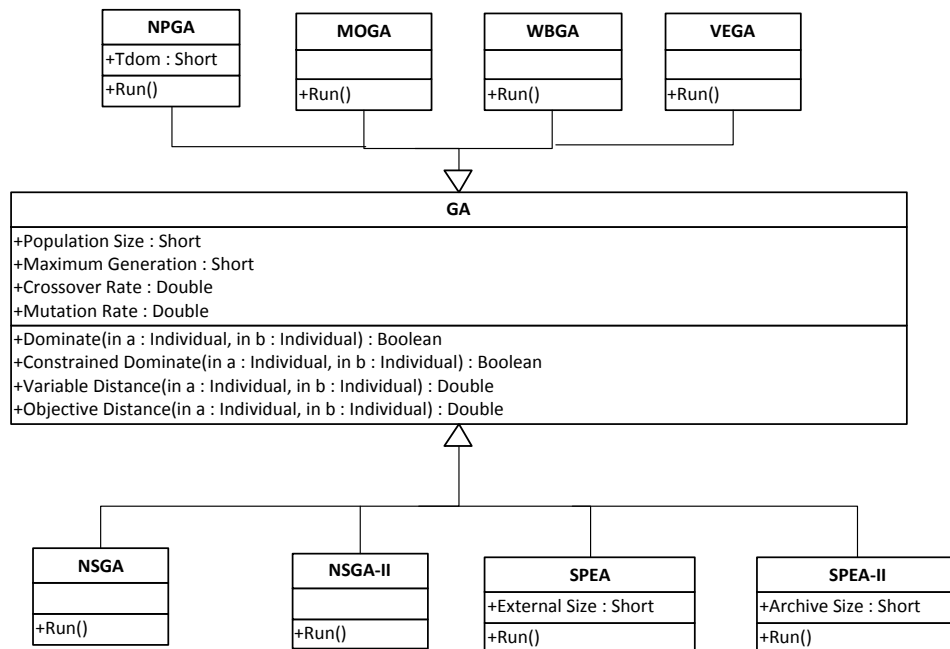 NPGA
+Tdom : Short
+Run()
MOGA
+Run()
WBGA
+Run()
VEGA
+Run()
GA
+Population Size : Short
+Maximum Generation : Short
+Crossover Rate : Double
+Mutation Rate : Double
+Dominate(in a : Individual, in b : Individual) : Boolean
+Constrained Dominate(in a : Individual, in b : Individual) : Boolean
+Variable Distance(in a : Individual, in b : Individual) : Double
+Objective Distance(in a : Individual, in b : Individual) : Double
NSGA
+Run()
NSGA-II
+Run()
SPEA
+External Size : Short
+Run()
SPEA-II
+Archive Size : Short
+Run()